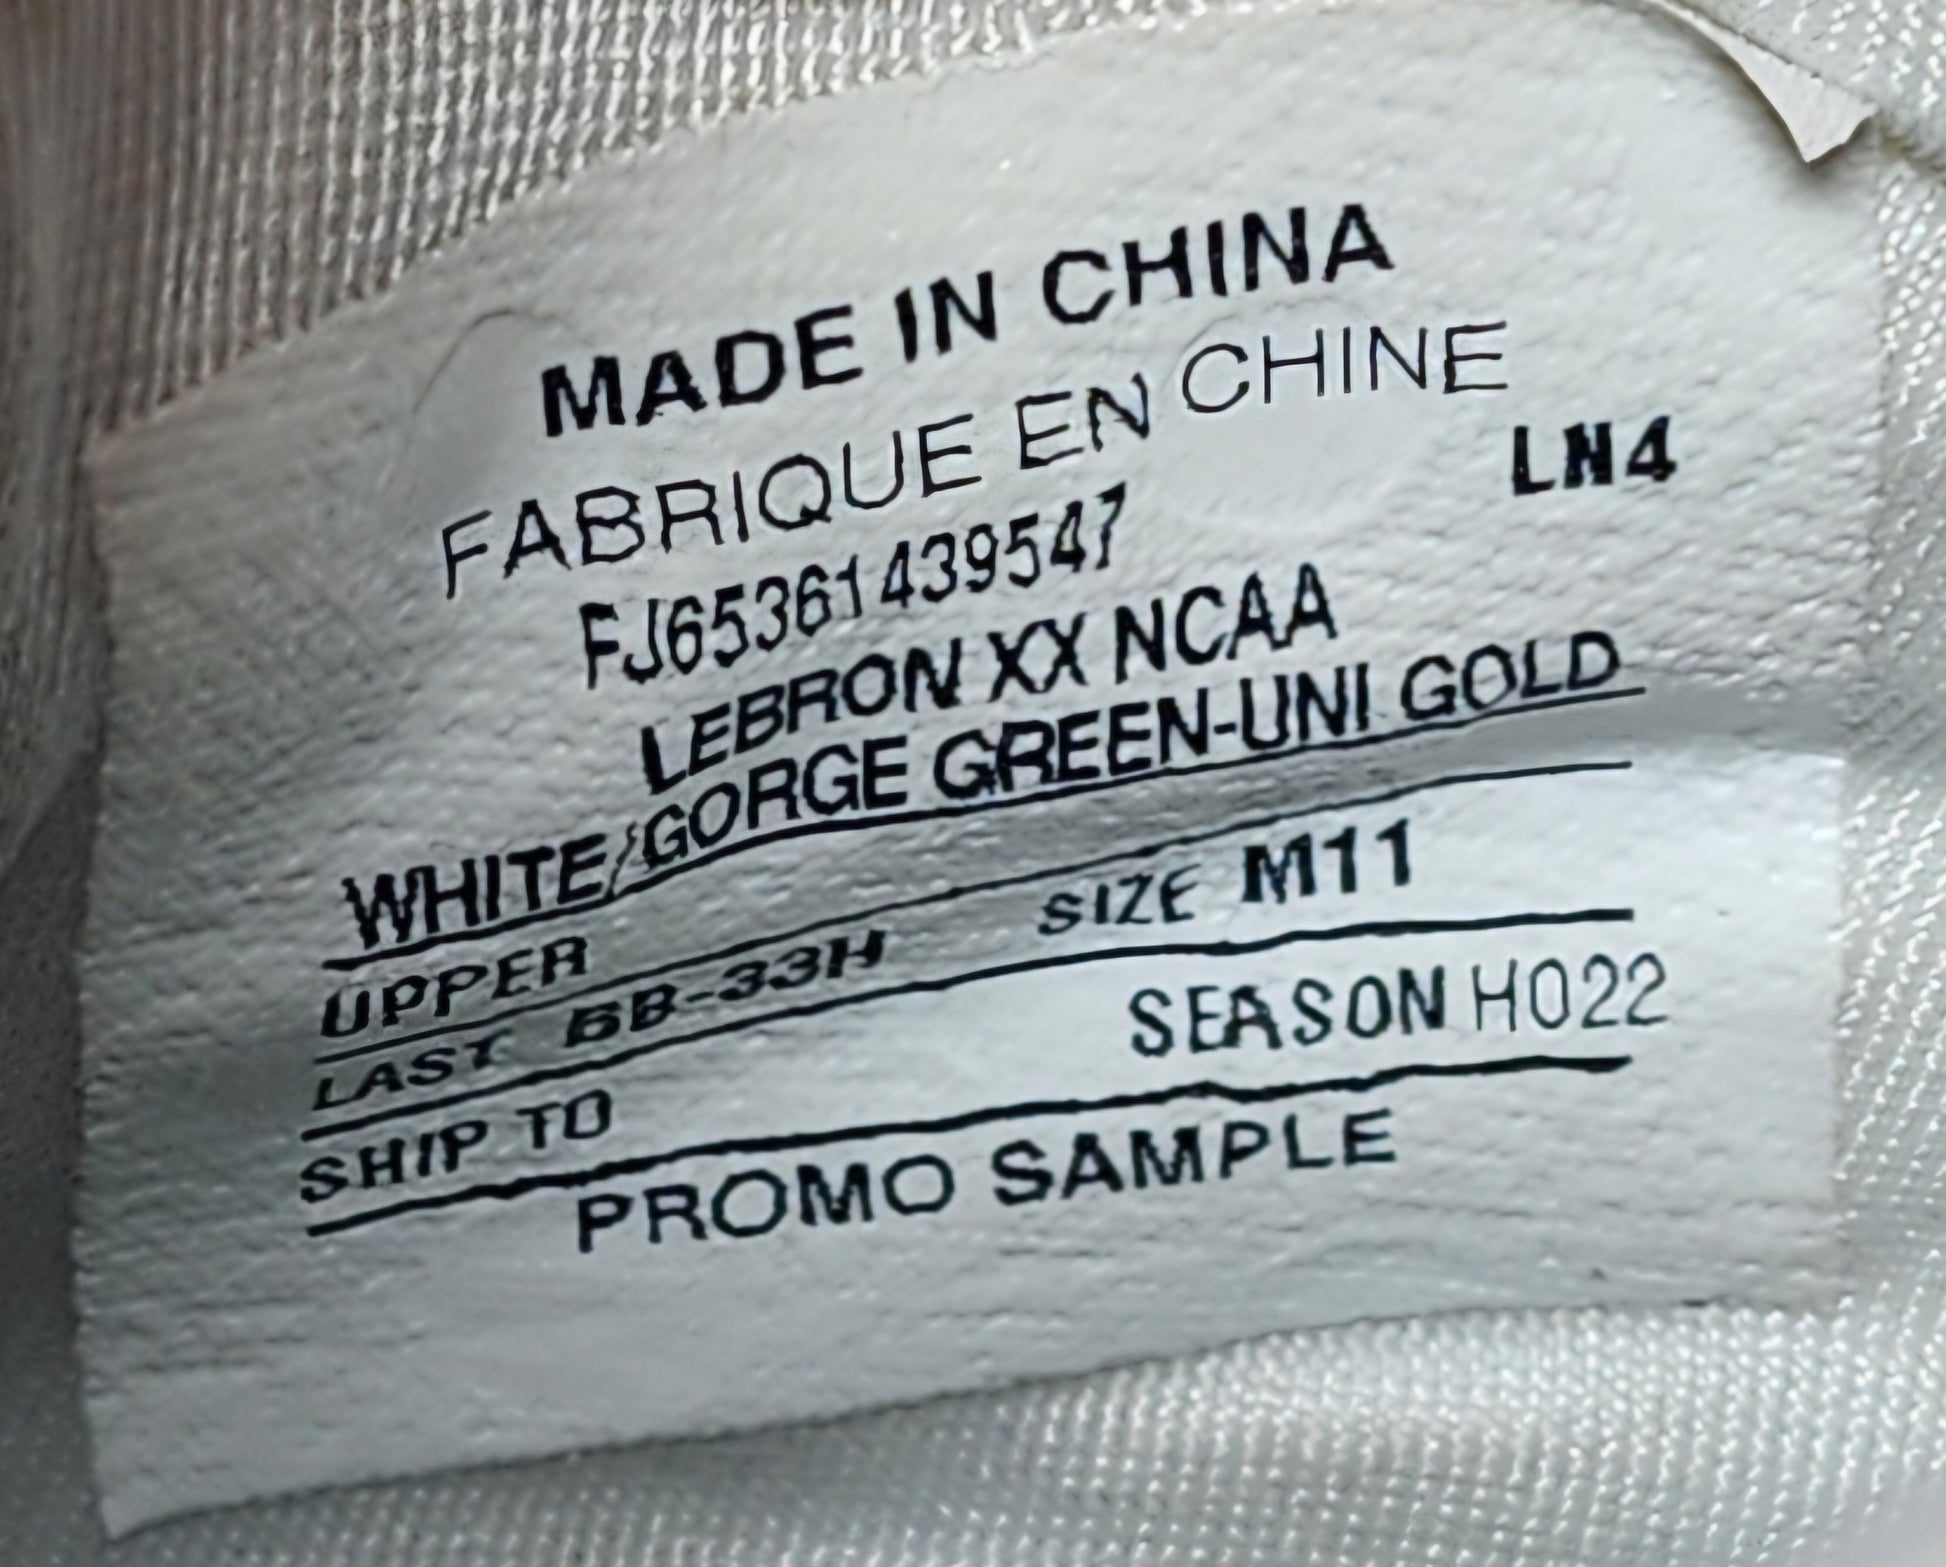 MADE IN CHINA
FABRIQUE EN CHINE
LN4
FJ65361439547
LEBRON XX NCAA
WHITE/GORGE GREEN-UNI GOLD
UPPER
SIZE M11
LAST BB-33H
SEASON HO22
SHIP TO
PROMO SAMPLE